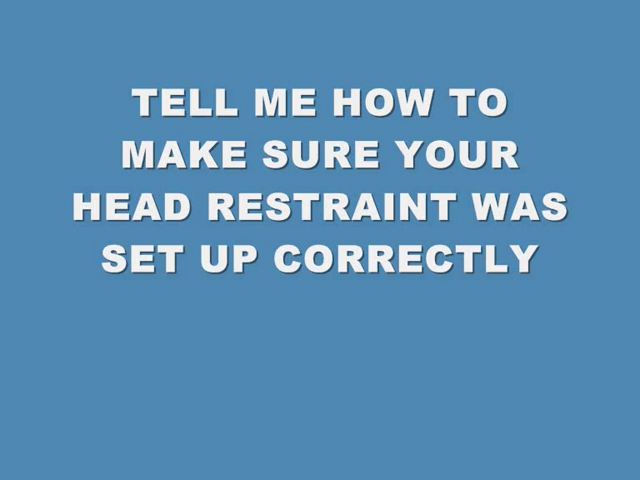 TELL ME HOW TO
MAKE SURE YOUR
HEAD RESTRAINT WAS
SET UP CORRECTLY